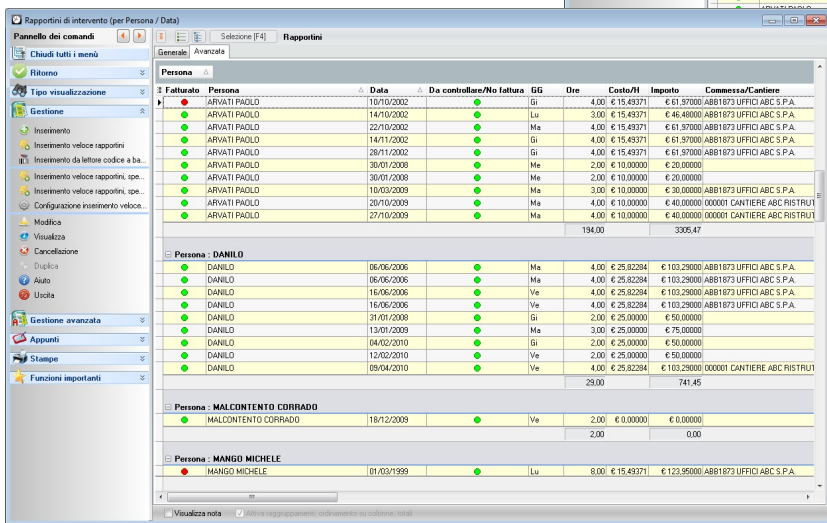 Rapportini di intervento (per Persona / Data)
Pannello dei comandi
Selezione [F4] Rapportini
Chiudi tutti i menù
Generale Avanzata
Ritorno
Persona
Tipo visualizzazione
Fatturato Persona Data Da controllare/No fattura GG Ore Costo/H Importo Commessa/Cantiere
Gestione
Inserimento
Inserimento veloce rapportini
Inserimento da lettore codice a ba...
Inserimento veloce rapportini, spe...
Inserimento veloce rapportini, spe...
Configurazione inserimento veloce...
Modifica
Visualizza
Cancellazione
Duplica
Aiuto
Uscita
Gestione avanzata
Appunti
Stampe
Funzioni importanti
ARVATI PAOLO 10/10/2002 Gi 4,00 € 15,49371 € 61,97000 ABB1873 UFFICI ABC S.P.A.
ARVATI PAOLO 14/10/2002 Lu 3,00 € 15,49371 € 46,48000 ABB1873 UFFICI ABC S.P.A.
ARVATI PAOLO 22/10/2002 Ma 4,00 € 15,49371 € 61,97000 ABB1873 UFFICI ABC S.P.A.
ARVATI PAOLO 14/11/2002 Gi 4,00 € 15,49371 € 61,97000 ABB1873 UFFICI ABC S.P.A.
ARVATI PAOLO 28/11/2002 Gi 4,00 € 15,49371 € 61,97000 ABB1873 UFFICI ABC S.P.A.
ARVATI PAOLO 30/01/2008 Me 2,00 € 10,00000 € 20,00000
ARVATI PAOLO 30/01/2008 Me 2,00 € 10,00000 € 20,00000
ARVATI PAOLO 10/03/2009 Ma 3,00 € 10,00000 € 30,00000 ABB1873 UFFICI ABC S.P.A.
ARVATI PAOLO 20/10/2009 Ma 4,00 € 10,00000 € 40,00000 000001 CANTIERE ABC RISTRUT
ARVATI PAOLO 27/10/2009 Ma 4,00 € 10,00000 € 40,00000 000001 CANTIERE ABC RISTRUT
194,00 3305,47
Persona : DANILO
DANILO 06/06/2006 Ma 4,00 € 25,82284 € 103,29000 ABB1873 UFFICI ABC S.P.A.
DANILO 06/06/2006 Ma 4,00 € 25,82284 € 103,29000 ABB1873 UFFICI ABC S.P.A.
DANILO 16/06/2006 Ve 4,00 € 25,82284 € 103,29000 ABB1873 UFFICI ABC S.P.A.
DANILO 16/06/2006 Ve 4,00 € 25,82284 € 103,29000 ABB1873 UFFICI ABC S.P.A.
DANILO 31/01/2008 Gi 2,00 € 25,00000 € 50,00000
DANILO 13/01/2009 Ma 3,00 € 25,00000 € 75,00000
DANILO 04/02/2010 Gi 2,00 € 25,00000 € 50,00000
DANILO 12/02/2010 Ve 2,00 € 25,00000 € 50,00000
DANILO 09/04/2010 Ve 4,00 € 25,82284 € 103,29000 000001 CANTIERE ABC RISTRUT
29,00 741,45
Persona : MALCONTENTO CORRADO
MALCONTENTO CORRADO 18/12/2009 Ve 2,00 € 0,00000 € 0,00000
2,00 0,00
Persona : MANGO MICHELE
MANGO MICHELE 01/03/1999 Lu 8,00 € 15,49371 € 123,95000 ABB1873 UFFICI ABC S.P.A.
Visualizza nota Attiva raggruppamenti, ordinamento su colonne, totali